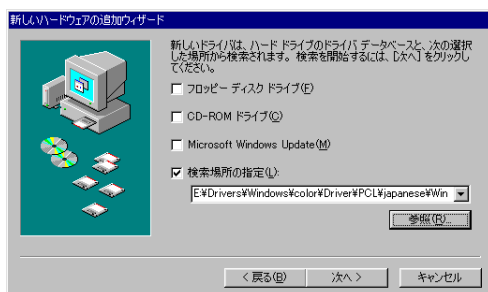 新しいハードウェアの追加ウィザード
新しいドライバは、ハード ドライブのドライバ データベースと、次の選択
した場所から検索されます。検索を開始するには、[次へ] をクリックし
てください。
フロッピー ディスク ドライブ(F)
CD-ROM ドライブ(C)
Microsoft Windows Update(M)
検索場所の指定(L):
E:¥Drivers¥Windows¥color¥Driver¥PCL¥japanese¥Win
参照(R)...
< 戻る(B)
次へ >
キャンセル